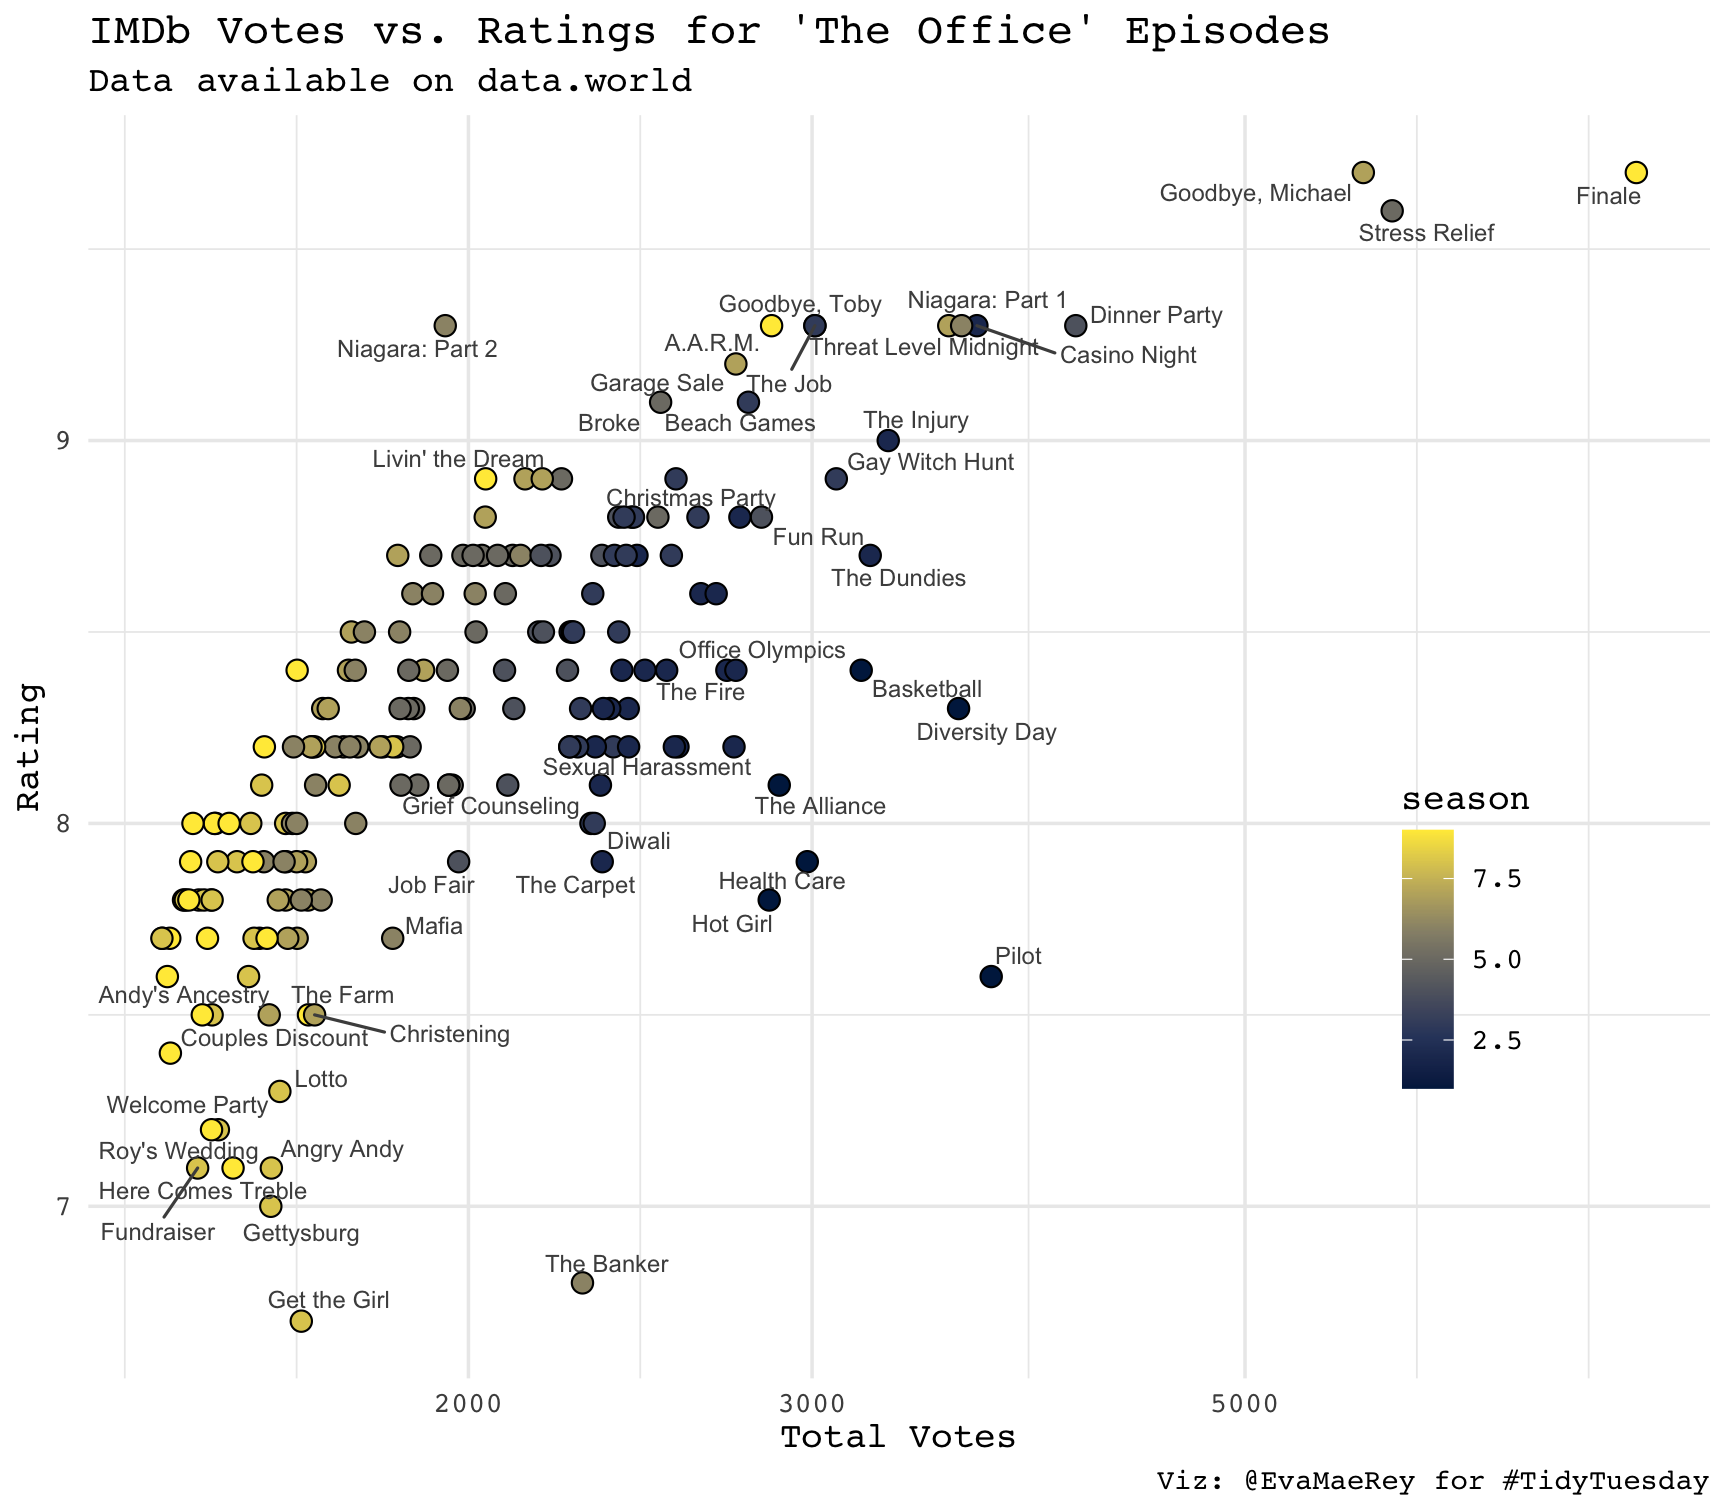 IMDb Votes vs. Ratings for 'The Office' Episodes
Data available on data.world
Goodbye, Michael
Finale
Stress Relief
Goodbye, Toby
Niagara: Part 1
Dinner Party
Niagara: Part 2
A.A.R.M.
Threat Level Midnight
Casino Night
Garage Sale
The Job
Broke
Beach Games
The Injury
9
Livin' the Dream
Gay Witch Hunt
Christmas Party
Fun Run
The Dundies
Office Olympics
The Fire
Basketball
Diversity Day
Rating
Sexual Harassment
Grief Counseling
The Alliance
8
Diwali
Job Fair
The Carpet
Health Care
Hot Girl
Mafia
Pilot
season
7.5
5.0
2.5
Andy's Ancestry
The Farm
Couples Discount
Christening
Lotto
Welcome Party
Roy's Wedding
Angry Andy
Here Comes Treble
7
Fundraiser
Gettysburg
The Banker
Get the Girl
2000
3000
5000
Total Votes
Viz: @EvaMaeRey for #TidyTuesday